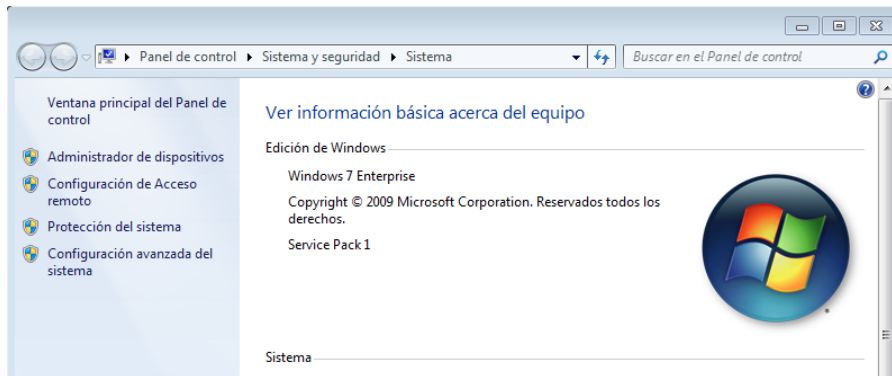 Panel de control ▸ Sistema y seguridad ▸ Sistema
Buscar en el Panel de control
Ventana principal del Panel de
control
Administrador de dispositivos
Configuración de Acceso
remoto
Protección del sistema
Configuración avanzada del
sistema
Ver información básica acerca del equipo
Edición de Windows
Windows 7 Enterprise
Copyright © 2009 Microsoft Corporation. Reservados todos los
derechos.
Service Pack 1
Sistema